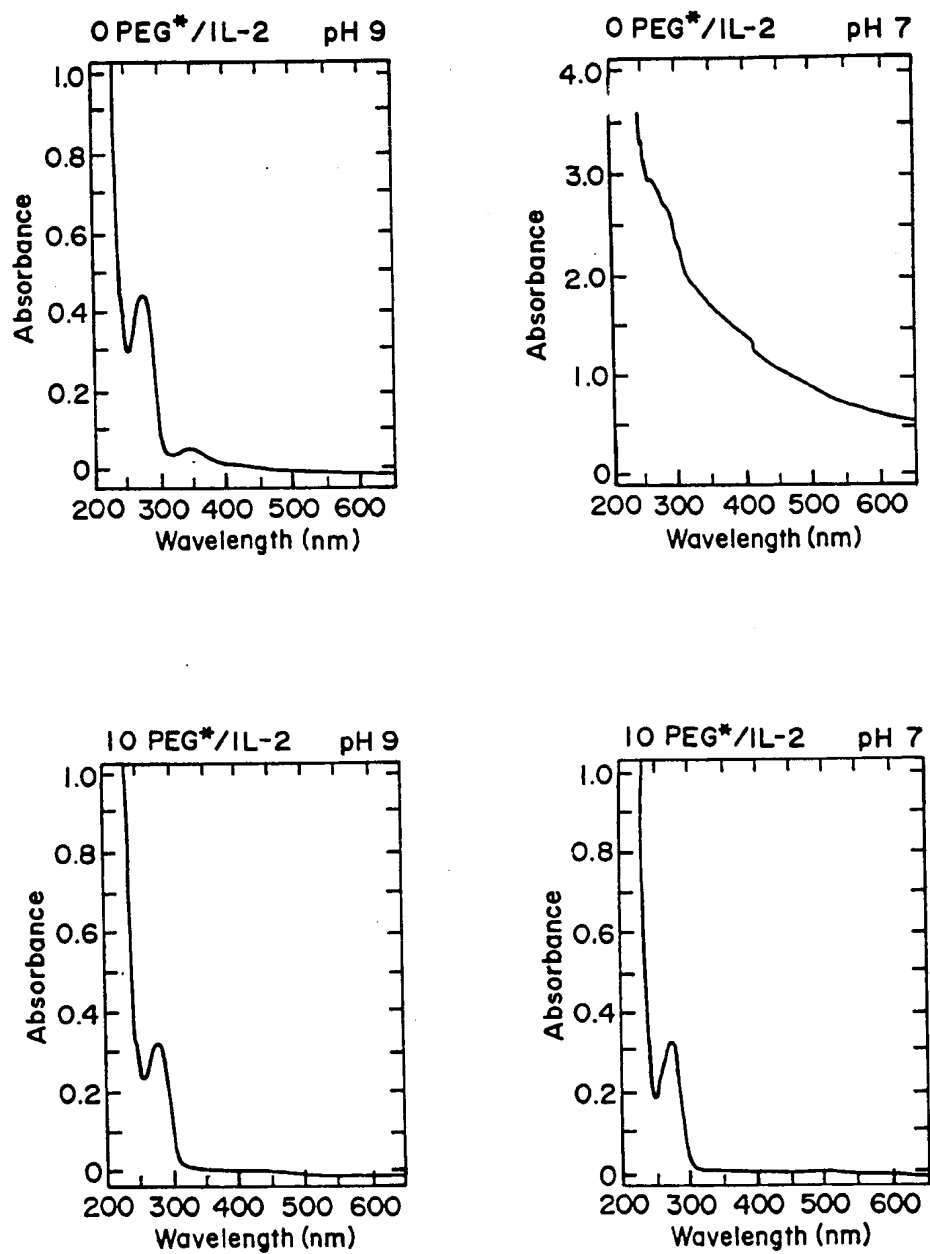 0 PEG*/IL-2 pH 9
1.0
0.8
0.6
0.4
0.2
0
Absorbance
200 300 400 500 600
Wavelength (nm)
0 PEG*/IL-2 pH 7
4.0
3.0
2.0
1.0
0
Absorbance
200 300 400 500 600
Wavelength (nm)
10 PEG*/IL-2 pH 9
1.0
0.8
0.6
0.4
0.2
0
Absorbance
200 300 400 500 600
Wavelength (nm)
10 PEG*/IL-2 pH 7
1.0
0.8
0.6
0.4
0.2
0
Absorbance
200 300 400 500 600
Wavelength (nm)